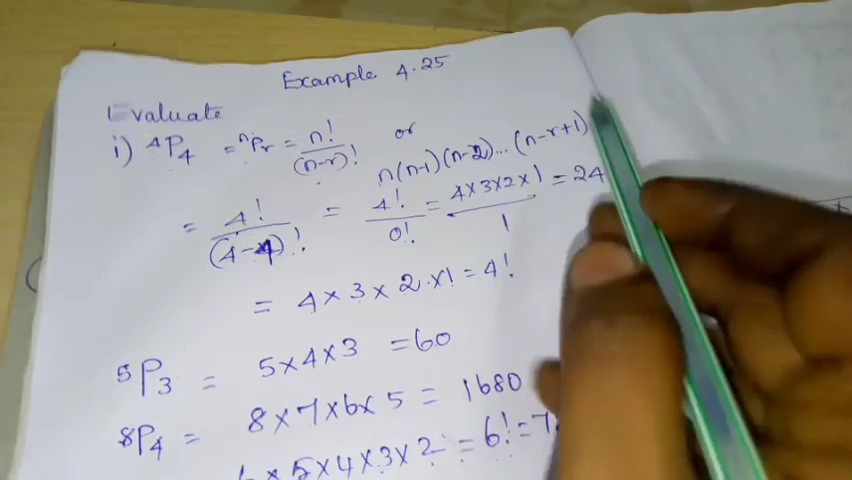 Example 4.25
Evaluate
i) ⁴P₄ = ⁿPᵣ = n!/(n-r)! or
n(n-1)(n-2)...(n-r+1)
= 4!/(4-4)! = 4!/0! = 4×3×2×1/1 = 24
= 4×3×2×1 = 4!
⁵P₃ = 5×4×3 = 60
8P₄ = 8×7×6×5 = 1680
6×5×4×3×2 = 6! = 7